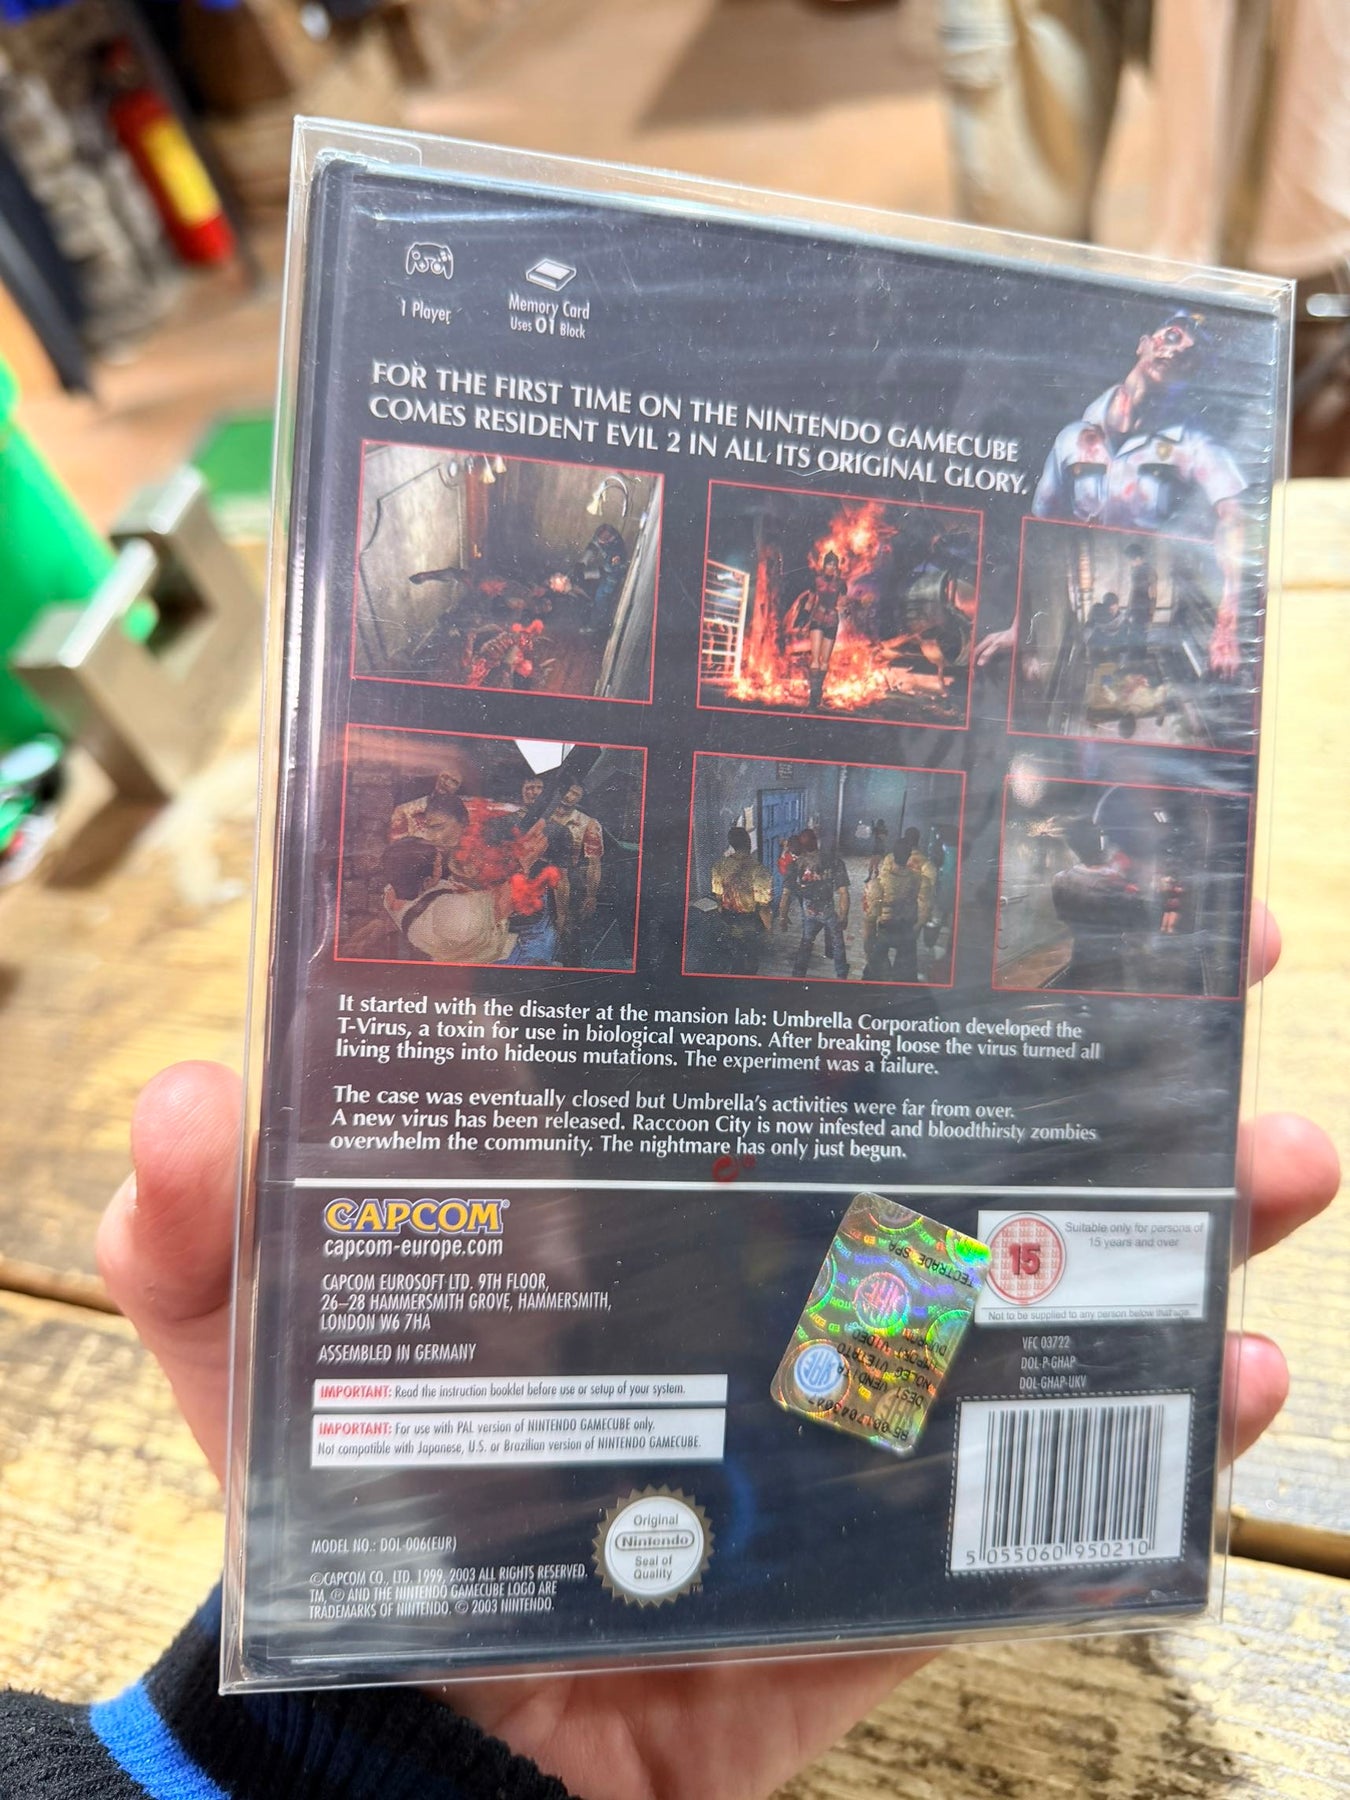 1 Player
Memory Card
Uses 01 Block
FOR THE FIRST TIME ON THE NINTENDO GAMECUBE
COMES RESIDENT EVIL 2 IN ALL ITS ORIGINAL GLORY.
It started with the disaster at the mansion lab: Umbrella Corporation developed the
T-Virus, a toxin for use in biological weapons. After breaking loose the virus turned all
living things into hideous mutations. The experiment was a failure.
The case was eventually closed but Umbrella's activities were far from over.
A new virus has been released. Raccoon City is now infested and bloodthirsty zombies
overwhelm the community. The nightmare has only just begun.
CAPCOM®
capcom-europe.com
CAPCOM EUROSOFT LTD. 9TH FLOOR,
26–28 HAMMERSMITH GROVE, HAMMERSMITH,
LONDON W6 7HA
ASSEMBLED IN GERMANY
IMPORTANT: Read the instruction booklet before use or setup of your system.
IMPORTANT: For use with PAL version of NINTENDO GAMECUBE only.
Not compatible with Japanese, U.S. or Brazilian version of NINTENDO GAMECUBE.
MODEL NO.: DOL-006(EUR)
©CAPCOM CO., LTD. 1999, 2003 ALL RIGHTS RESERVED.
TM, ® AND THE NINTENDO GAMECUBE LOGO ARE
TRADEMARKS OF NINTENDO. © 2003 NINTENDO.
Original
Nintendo
Seal of
Quality
TECTRADE SPA
15
Suitable only for persons of
15 years and over
Not to be supplied to any person below that age.
VFC 03722
DOL-P-GHAP
DOL-GHAP-UKV
5 055060 950210